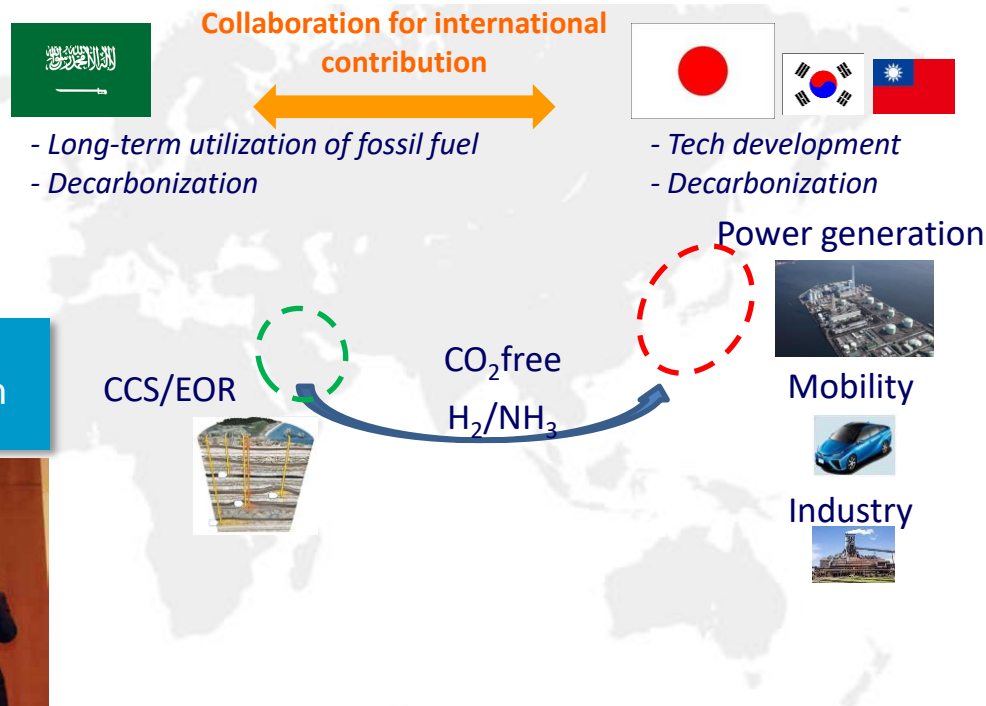 Collaboration for international
contribution
- Long-term utilization of fossil fuel
- Decarbonization
- Tech development
- Decarbonization
Power generation
CCS/EOR
CO₂free
H₂/NH₃
Mobility
Industry